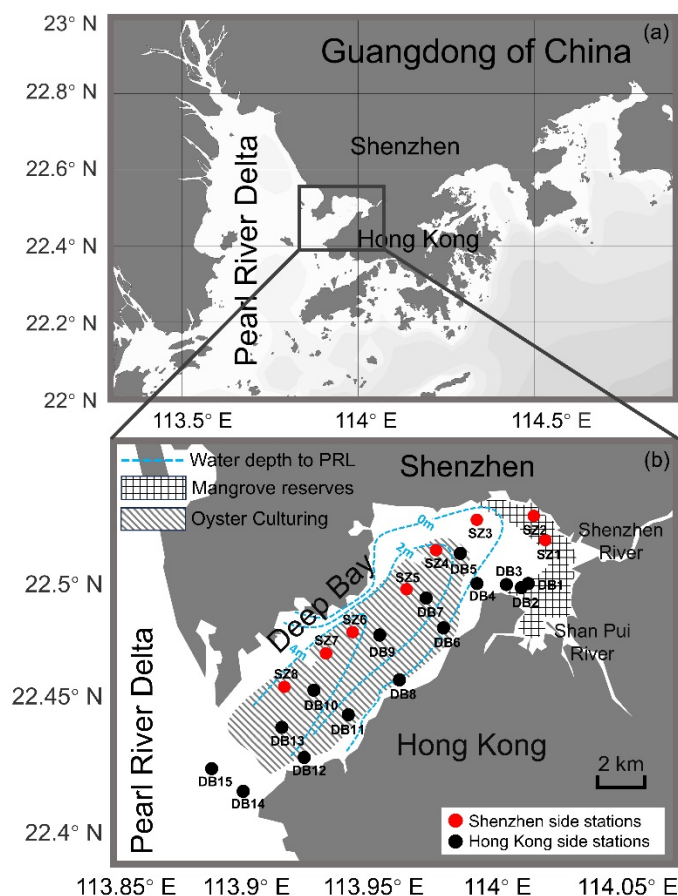 (a)
Guangdong of China
Shenzhen
Hong Kong
Pearl River Delta
23° N
22.8° N
22.6° N
22.4° N
22.2° N
22° N
113.5° E
114° E
114.5° E
(b)
Water depth to PRL
Mangrove reserves
Oyster Culturing
Shenzhen
0m
2m
4m
SZ3
SZ2
SZ1
Shenzhen
River
SZ4
DB5
DB3
DB1
DB4
DB2
SZ5
DB7
Deep Bay
SZ6
DB6
Shan Pui
River
SZ7
DB9
SZ8
DB8
DB10
DB11
DB13
DB12
DB15
DB14
Pearl River Delta
Hong Kong
2 km
Shenzhen side stations
Hong Kong side stations
22.5° N
22.45° N
22.4° N
113.85° E
113.9° E
113.95° E
114° E
114.05° E